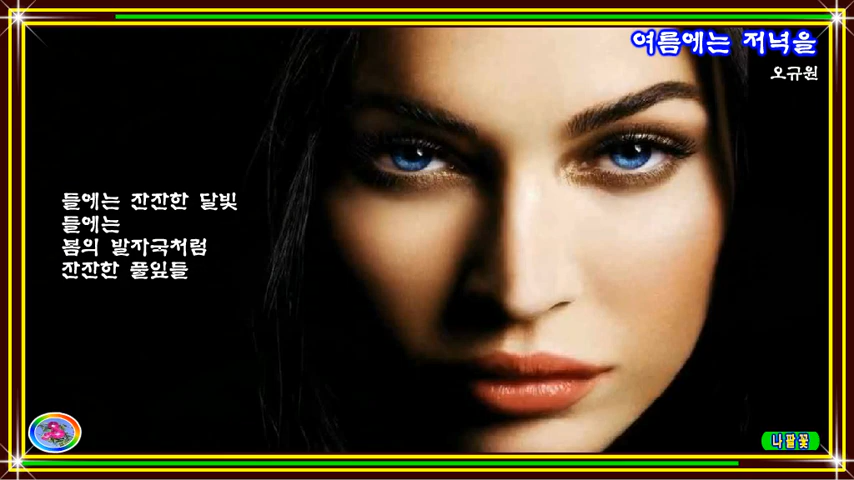 여름에는 저녁을
오규원
들에는 잔잔한 달빛
들에는
봄의 발자국처럼
잔잔한 풀잎들
나팔꽃